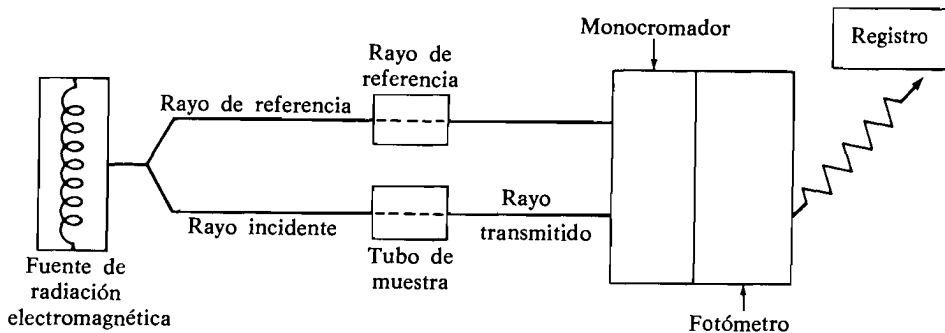 Monocromador
Registro
Rayo de
referencia
Rayo de referencia
Rayo incidente
Rayo
transmitido
Tubo de
muestra
Fuente de
radiación
electromagnética
Fotómetro